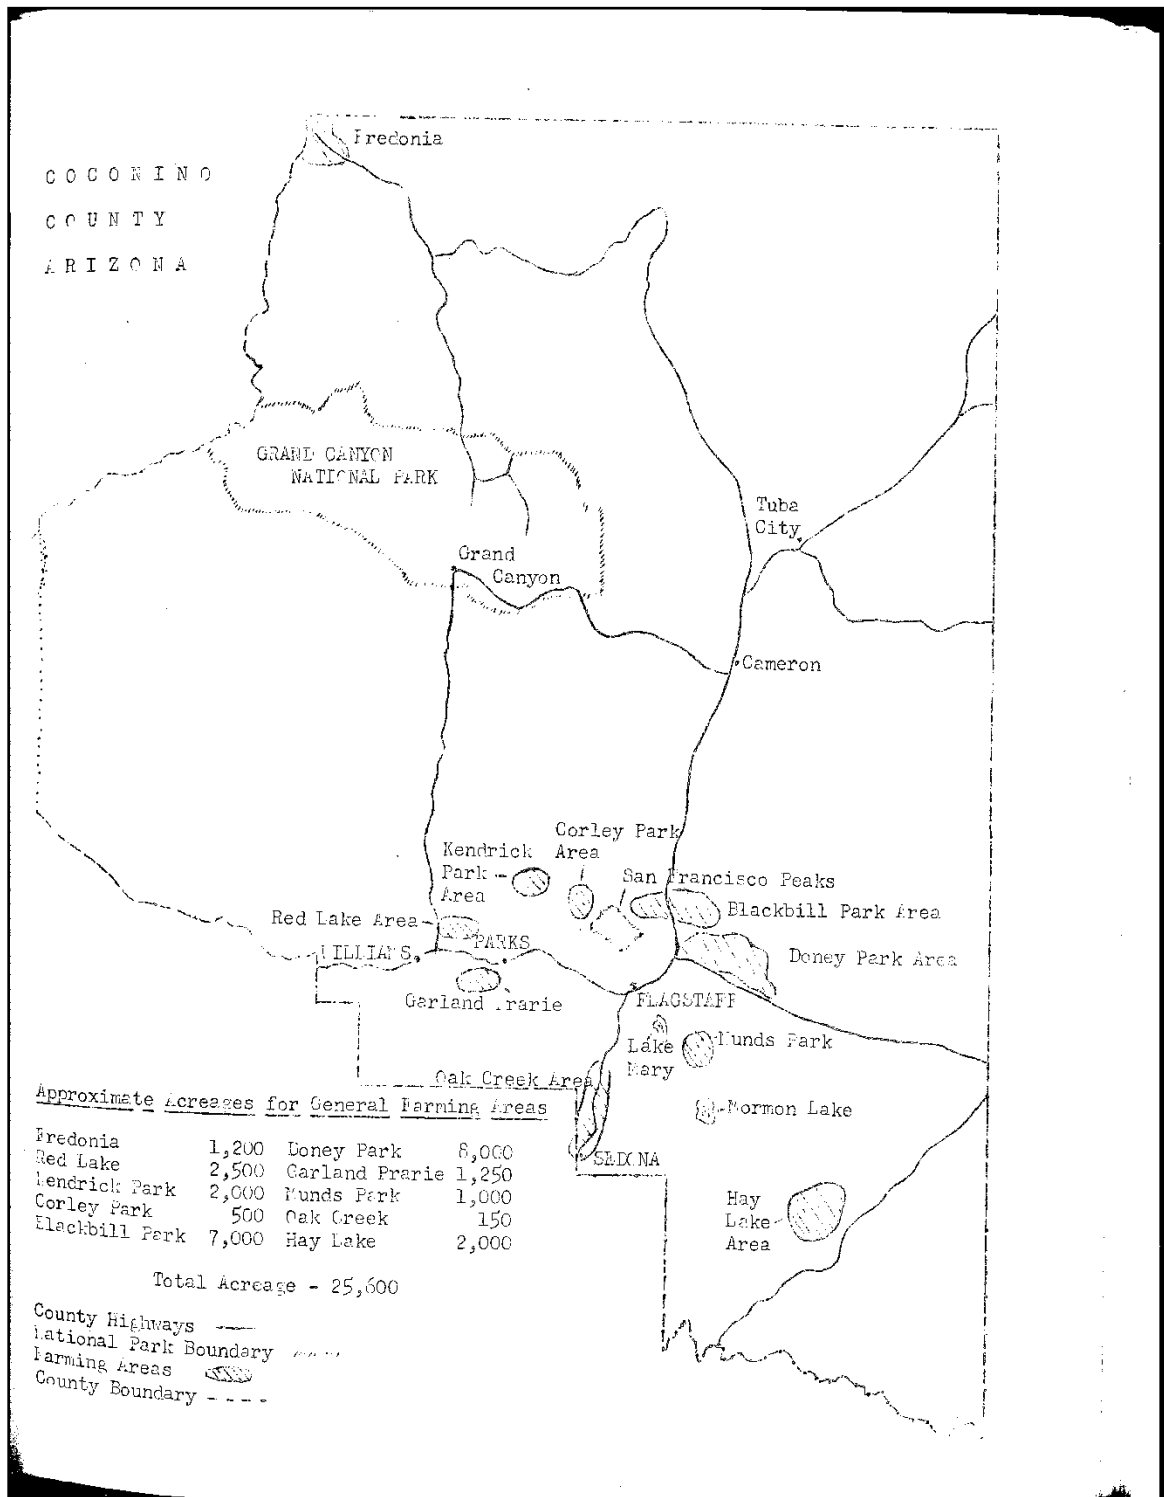 Fredonia
COCONINO
COUNTY
ARIZONA
GRAND CANYON
NATIONAL PARK
Tuba
City
Grand
Canyon
Cameron
Corley Park
Area
Kendrick
Park
Area
San Francisco Peaks
Red Lake Area
Blackbill Park Area
PARKS
WILLIAMS
Doney Park Area
Garland Prarie
FLAGSTAFF
Munds Park
Lake
Mary
Oak Creek Area
Mormon Lake
SEDONA
Hay
Lake
Area
Approximate Acreages for General Farming Areas
Fredonia 1,200 Doney Park 8,000
Red Lake 2,500 Garland Prarie 1,250
Kendrick Park 2,000 Munds Park 1,000
Corley Park 500 Oak Creek 150
Blackbill Park 7,000 Hay Lake 2,000
Total Acreage - 25,600
County Highways
National Park Boundary
Farming Areas
County Boundary